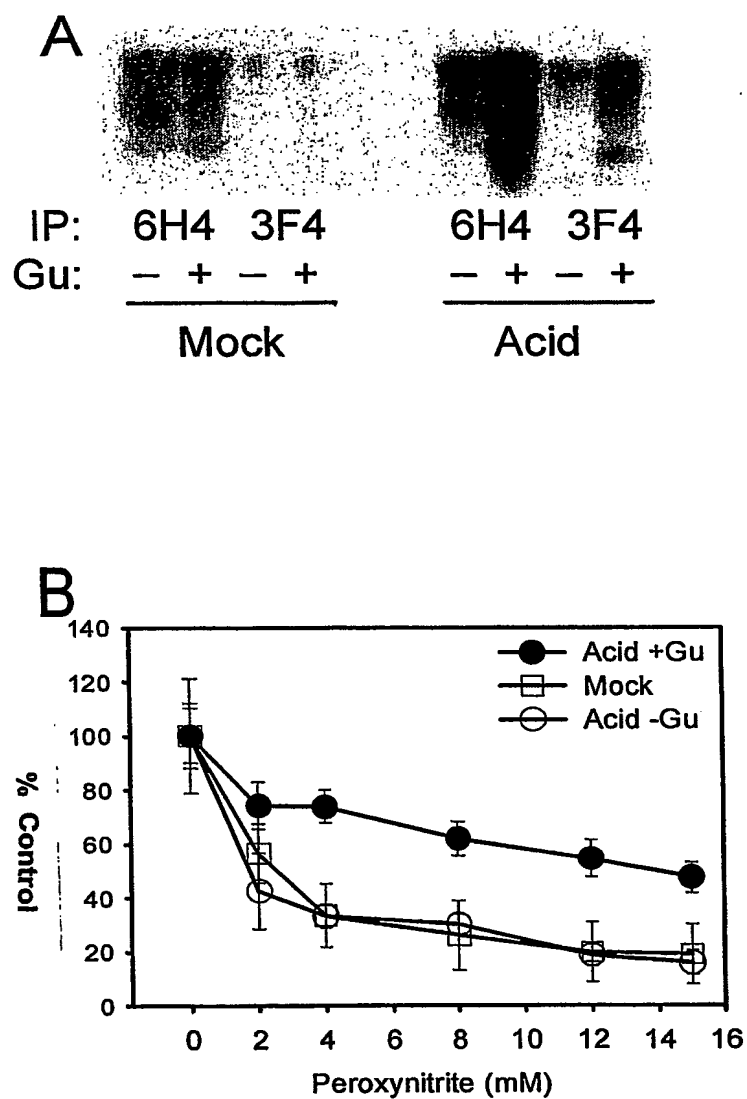 A
IP: 6H4 3F4 6H4 3F4
Gu: − + − + − + − +
Mock Acid
B
140
120
100
80
60
40
20
0
% Control
Acid +Gu
Mock
Acid -Gu
0 2 4 6 8 10 12 14 16
Peroxynitrite (mM)